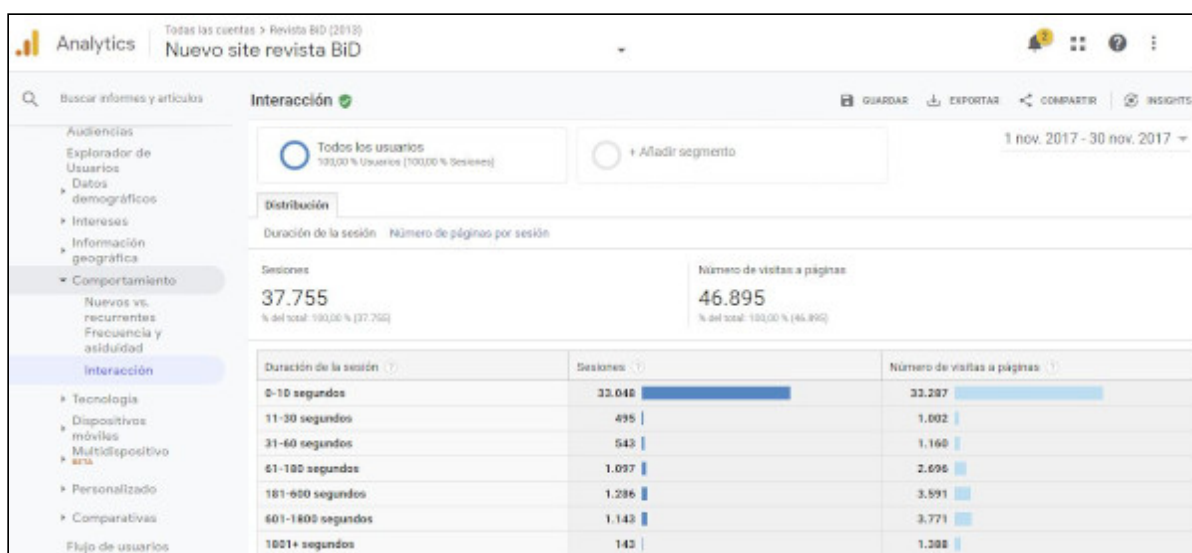 Todas las cuentas > Revista BiD (2013)
Analytics
Nuevo site revista BiD
2
Buscar informes y artículos
Interacción
GUARDAR
EXPORTAR
COMPARTIR
INSIGHTS
Audiencias
Explorador de
Usuarios
Datos
demográficos
Intereses
Información
geográfica
Comportamiento
Nuevos vs.
recurrentes
Frecuencia y
asiduidad
Interacción
Tecnología
Dispositivos
móviles
Multidispositivo
BETA
Personalizado
Comparativas
Flujo de usuarios
Todos los usuarios
100,00 % Usuarios (100,00 % Sesiones)
+ Añadir segmento
1 nov. 2017 - 30 nov. 2017
Distribución
Duración de la sesión Número de páginas por sesión
Sesiones
37.755
% del total: 100,00 % (37.755)
Número de visitas a páginas
46.895
% del total: 100,00 % (46.895)
Duración de la sesión ? Sesiones ? Número de visitas a páginas ?
0-10 segundos 33.048 33.287
11-30 segundos 495 1.002
31-60 segundos 543 1.160
61-180 segundos 1.097 2.696
181-600 segundos 1.286 3.591
601-1800 segundos 1.143 3.771
1801+ segundos 143 1.388